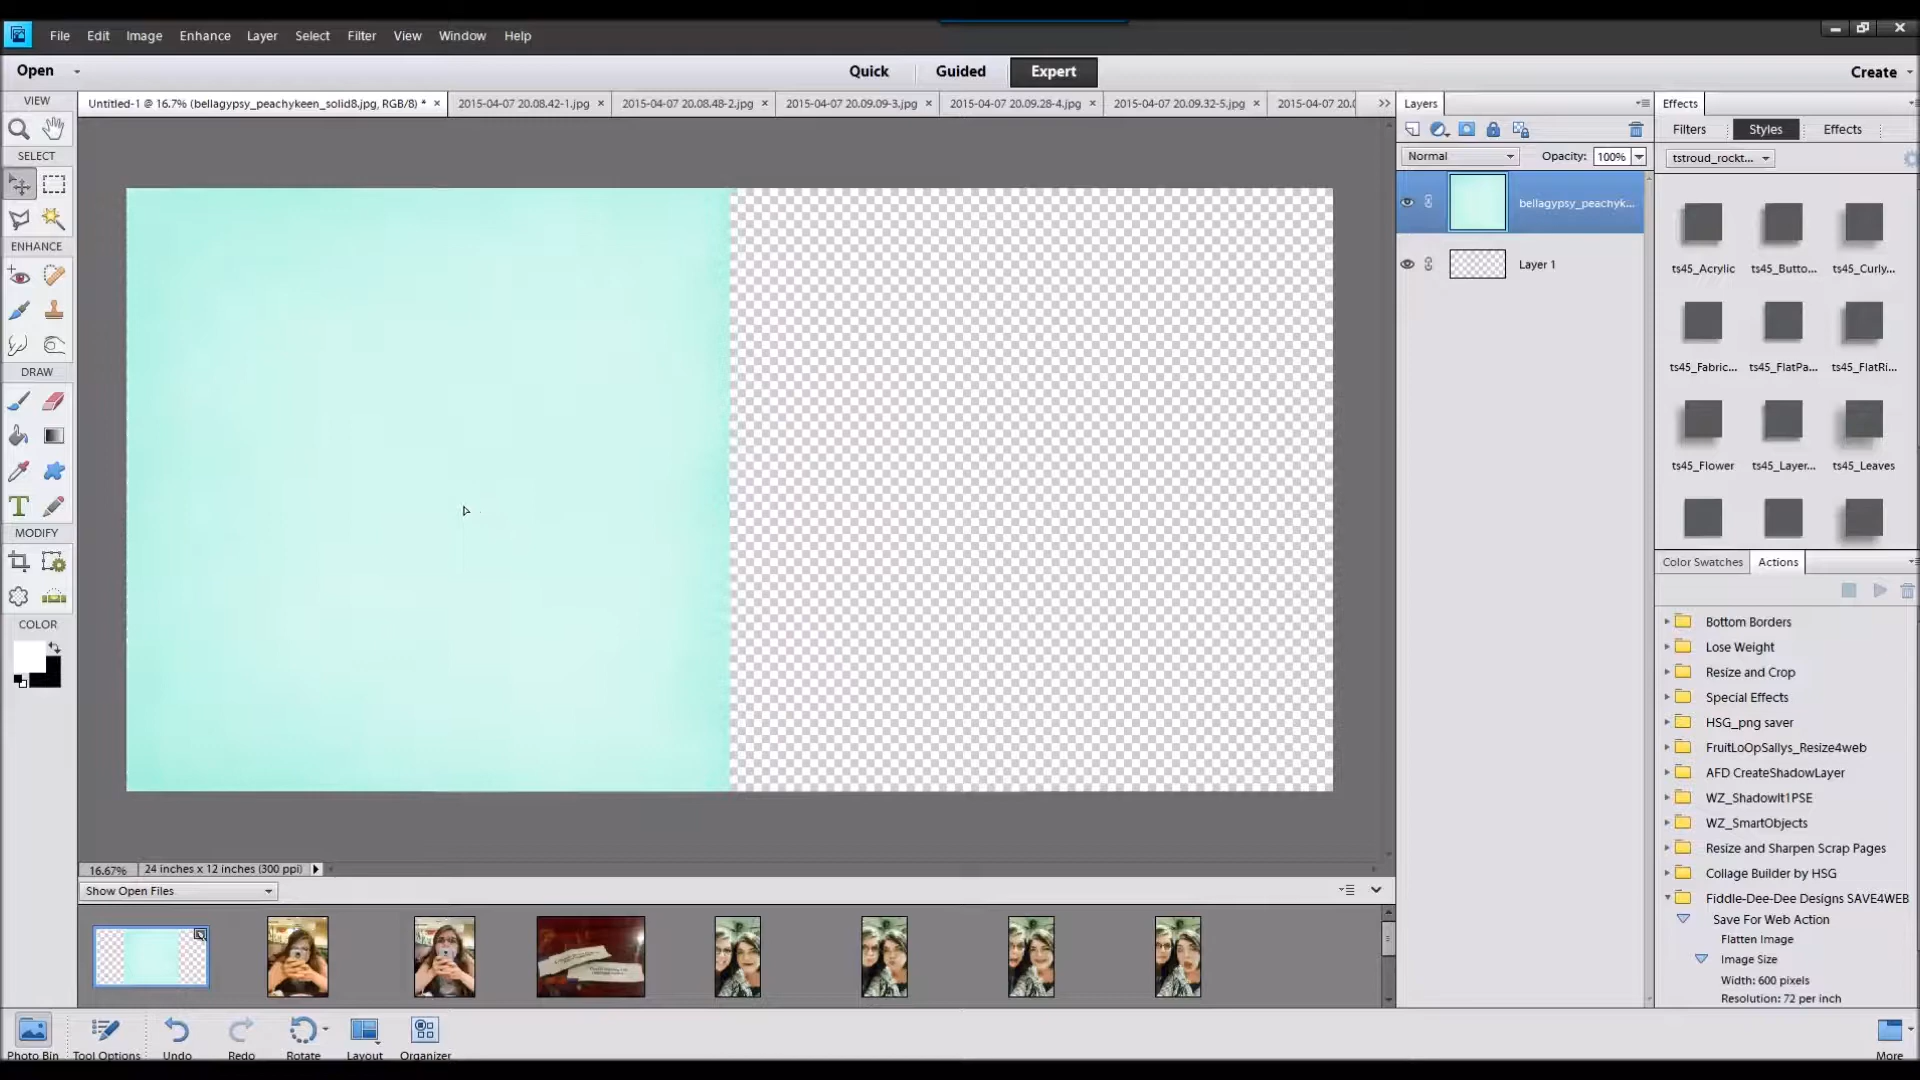 File Edit Image Enhance Layer Select Filter View Window Help
Open Quick Guided Expert Create
VIEW
SELECT
ENHANCE
DRAW
T
MODIFY
COLOR
Untitled-1 @ 16.7% (bellagypsy_peachykeen_solid8.jpg, RGB/8) * × 2015-04-07 20.08.42-1.jpg × 2015-04-07 20.08.48-2.jpg × 2015-04-07 20.09.09-3.jpg × 2015-04-07 20.09.28-4.jpg × 2015-04-07 20.09.32-5.jpg × 2015-04-07 20.0 >>
16.67% 24 inches x 12 inches (300 ppi)
Show Open Files
Photo Bin Tool Options Undo Redo Rotate Layout Organizer More
Layers
Normal Opacity: 100%
bellagypsy_peachyk...
Layer 1
Effects
Filters Styles Effects
tstroud_rockt...
ts45_Acrylic ts45_Butto... ts45_Curly...
ts45_Fabric... ts45_FlatPa... ts45_FlatRi...
ts45_Flower ts45_Layer... ts45_Leaves
Color Swatches Actions
Bottom Borders
Lose Weight
Resize and Crop
Special Effects
HSG_png saver
FruitLoOpSallys_Resize4web
AFD CreateShadowLayer
WZ_ShadowIt1PSE
WZ_SmartObjects
Resize and Sharpen Scrap Pages
Collage Builder by HSG
Fiddle-Dee-Dee Designs SAVE4WEB
Save For Web Action
Flatten Image
Image Size
Width: 600 pixels
Resolution: 72 per inch